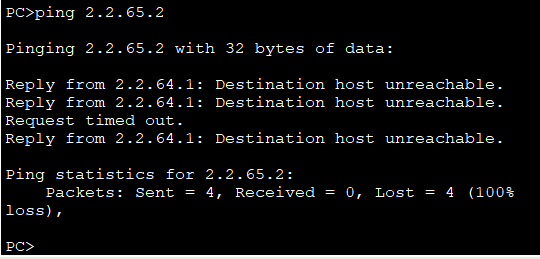 PC>ping 2.2.65.2
Pinging 2.2.65.2 with 32 bytes of data:
Reply from 2.2.64.1: Destination host unreachable.
Reply from 2.2.64.1: Destination host unreachable.
Request timed out.
Reply from 2.2.64.1: Destination host unreachable.
Ping statistics for 2.2.65.2:
    Packets: Sent = 4, Received = 0, Lost = 4 (100%
loss),
PC>